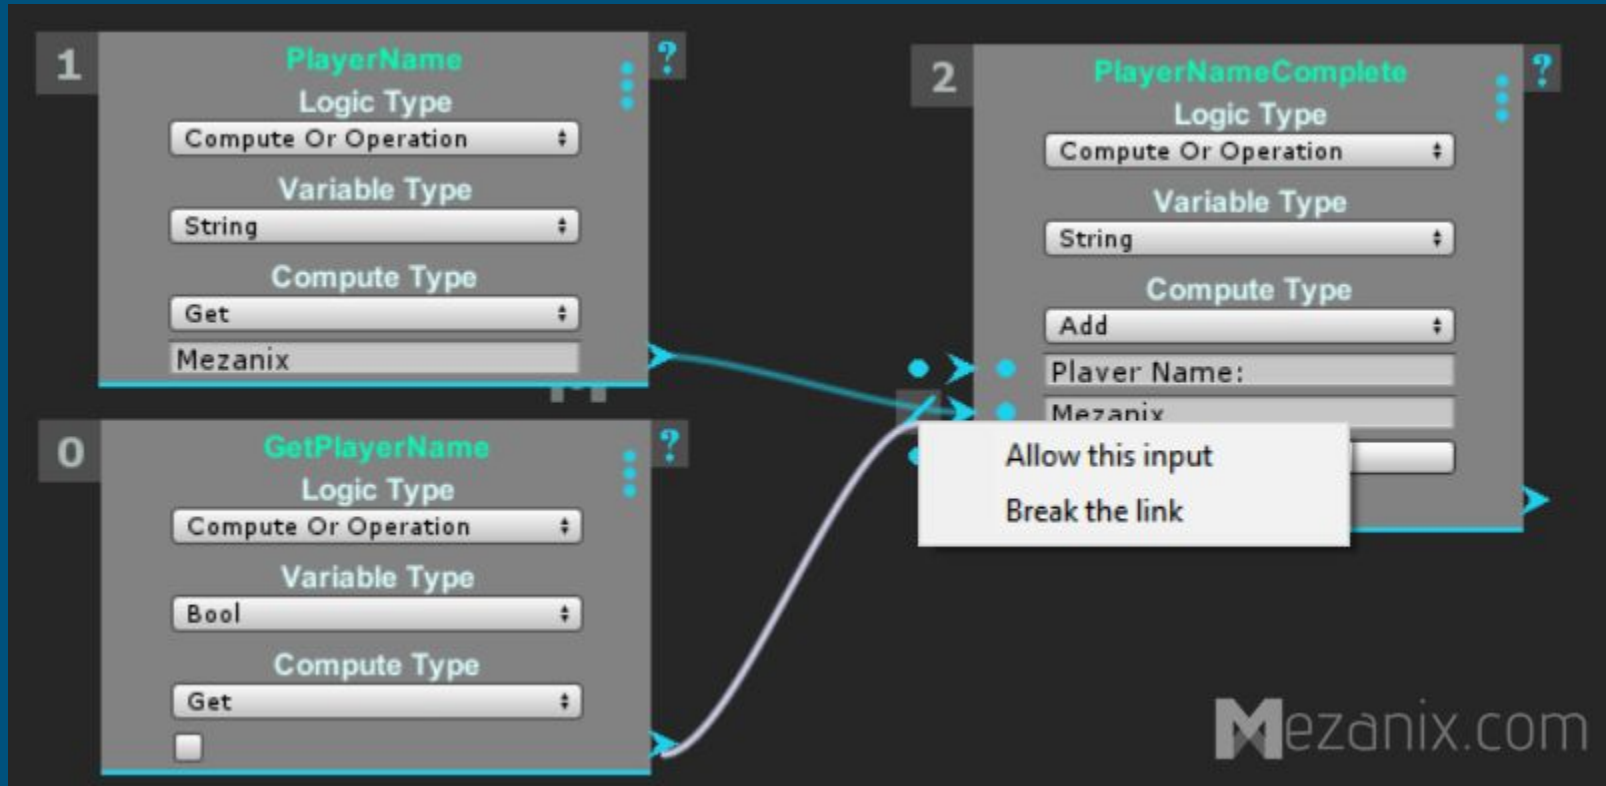 1
PlayerName
?
Logic Type
Compute Or Operation
Variable Type
String
Compute Type
Get
Mezanix
0
GetPlayerName
?
Logic Type
Compute Or Operation
Variable Type
Bool
Compute Type
Get
2
PlayerNameComplete
?
Logic Type
Compute Or Operation
Variable Type
String
Compute Type
Add
Player Name:
Mezanix
Allow this input
Break the link
Mezanix.com